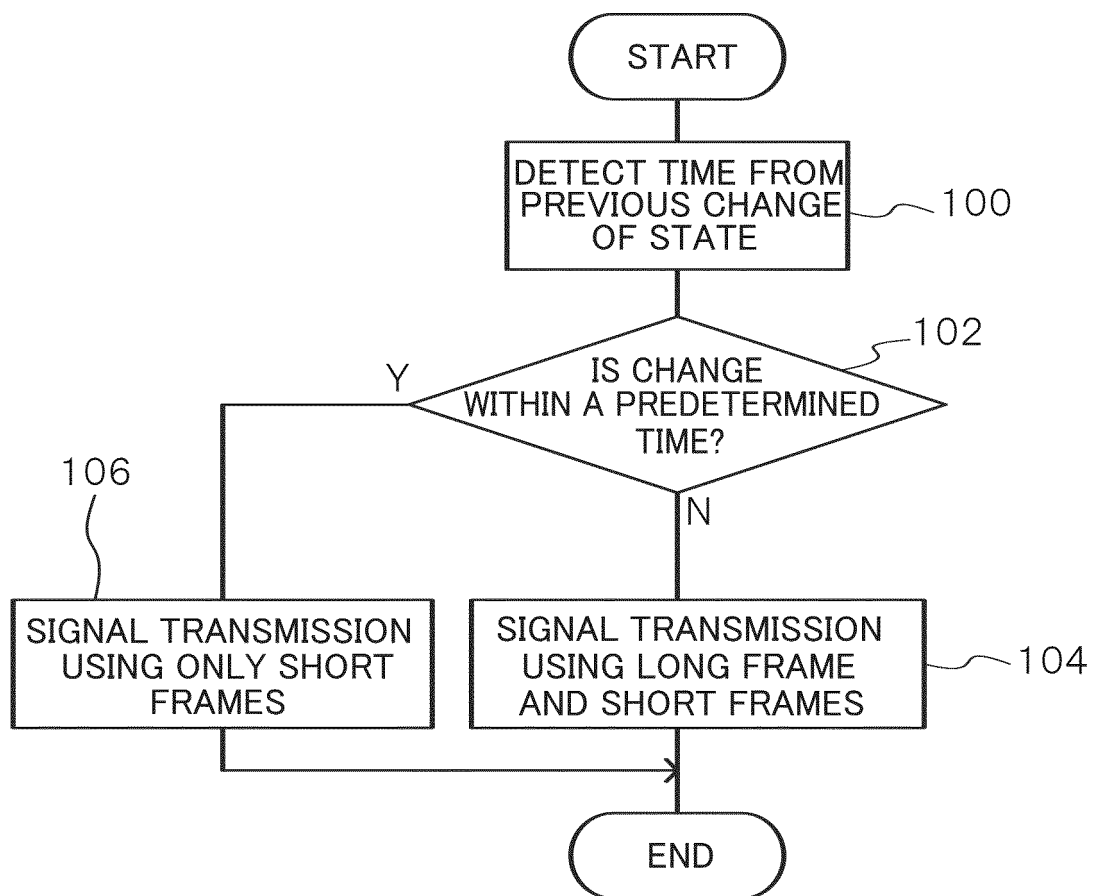 START
DETECT TIME FROM
PREVIOUS CHANGE
OF STATE
100
102
IS CHANGE
WITHIN A PREDETERMINED
TIME?
Y
N
106
SIGNAL TRANSMISSION
USING ONLY SHORT
FRAMES
SIGNAL TRANSMISSION
USING LONG FRAME
AND SHORT FRAMES
104
END